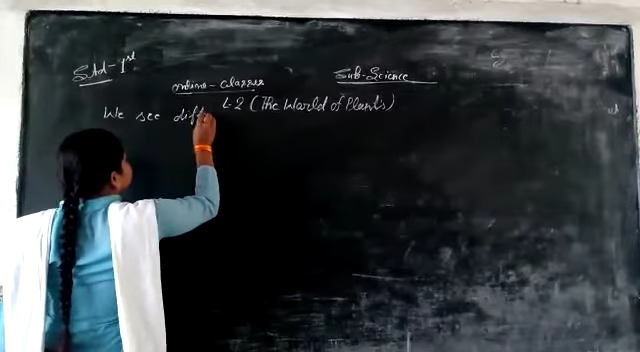 Std-1st
Sub-Science
online-classes
L-2 (The World of Plants)
We see diff